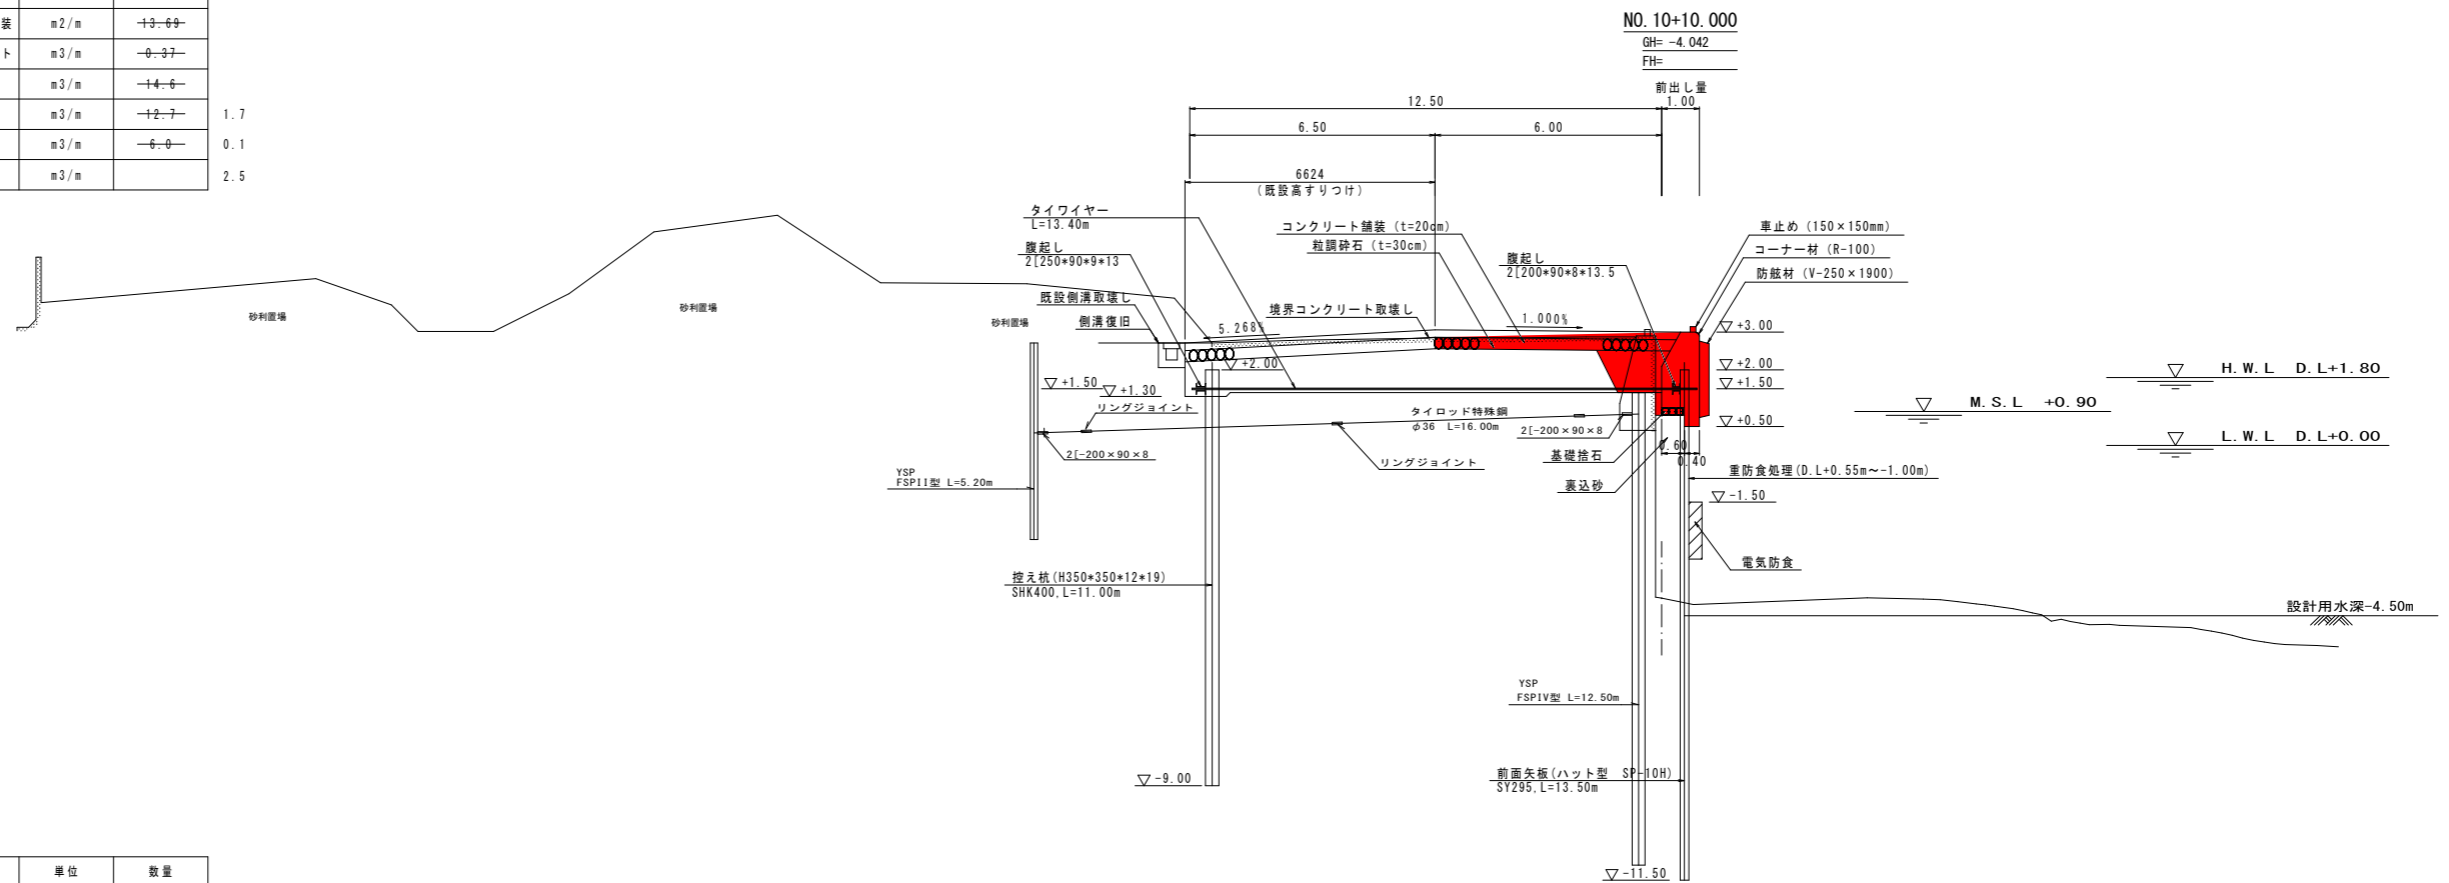 装 m2/m 13.69
ト m3/m 0.37
m3/m 14.6
m3/m 12.7 1.7
m3/m 6.0 0.1
m3/m 2.5
NO.10+10.000
GH= -4.042
FH=
前出し量
12.50
1.00
6.50
6.00
6624
(既設高すりつけ)
タイワイヤー
L=13.40m
腹起し
2[250*90*9*13
コンクリート舗装 (t=20cm)
粒調砕石 (t=30cm)
腹起し
2[200*90*8*13.5
車止め (150×150mm)
コーナー材 (R-100)
防舷材 (V-250×1900)
砂利置場
砂利置場
砂利置場
既設側溝取壊し
側溝復旧
境界コンクリート取壊し
5.268%
1.000%
+3.00
+2.00
+2.00
+1.50
+1.50
+1.30
+0.50
H.W.L D.L+1.80
M.S.L +0.90
L.W.L D.L+0.00
リングジョイント
タイロッド特殊鋼
φ36 L=16.00m
2[-200×90×8
2[-200×90×8
リングジョイント
基礎捨石
裏込砂
0.60
0.40
YSP
FSPII型 L=5.20m
重防食処理(D.L+0.55m～-1.00m)
-1.50
電気防食
控え杭(H350*350*12*19)
SHK400,L=11.00m
設計用水深-4.50m
YSP
FSPIV型 L=12.50m
-9.00
前面矢板(ハット型 SP-10H)
SY295,L=13.50m
-11.50
単位 数量